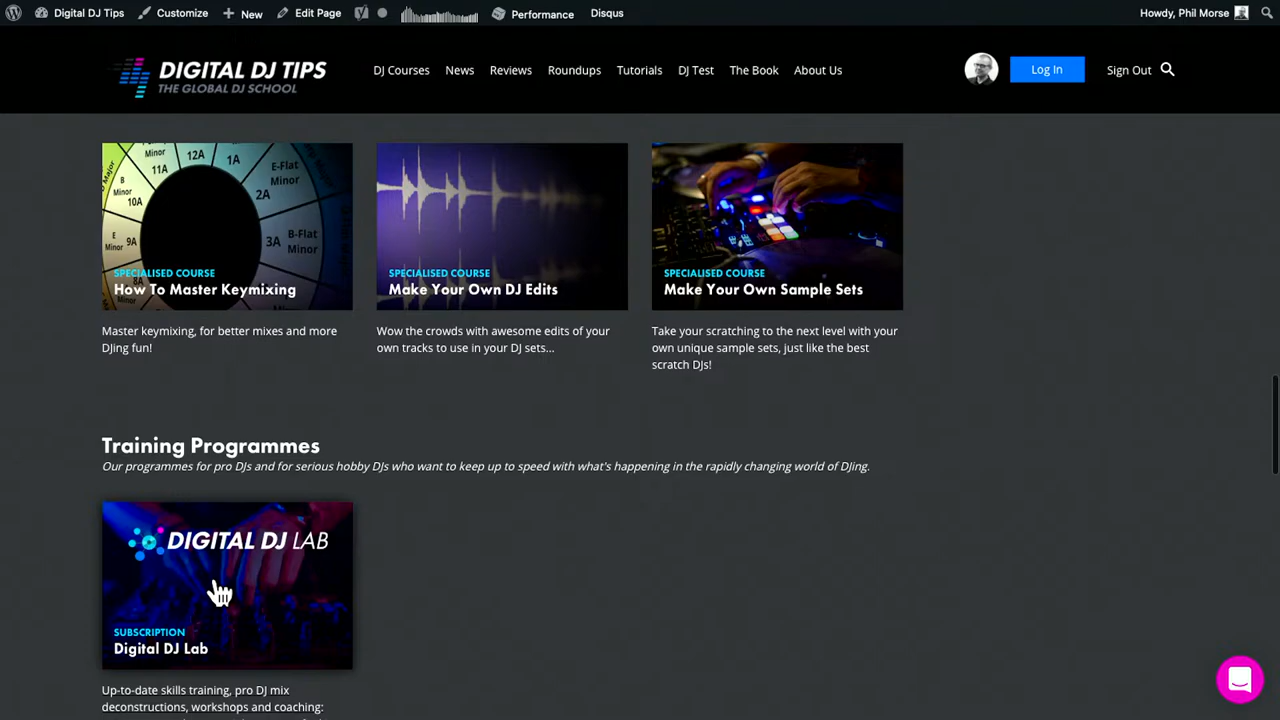 Digital DJ Tips Customize New Edit Page Performance Disqus Howdy, Phil Morse
DIGITAL DJ TIPS
THE GLOBAL DJ SCHOOL
DJ Courses News Reviews Roundups Tutorials DJ Test The Book About Us Log In Sign Out
Minor 12A 1A E-Flat Minor
11A 2A
B Minor 10A
E Minor 9A 3A B-Flat Minor
8A
SPECIALISED COURSE
How To Master Keymixing
SPECIALISED COURSE
Make Your Own DJ Edits
SPECIALISED COURSE
Make Your Own Sample Sets
Master keymixing, for better mixes and more
DJing fun!
Wow the crowds with awesome edits of your
own tracks to use in your DJ sets...
Take your scratching to the next level with your
own unique sample sets, just like the best
scratch DJs!
Training Programmes
Our programmes for pro DJs and for serious hobby DJs who want to keep up to speed with what's happening in the rapidly changing world of DJing.
DIGITAL DJ LAB
SUBSCRIPTION
Digital DJ Lab
Up-to-date skills training, pro DJ mix
deconstructions, workshops and coaching: